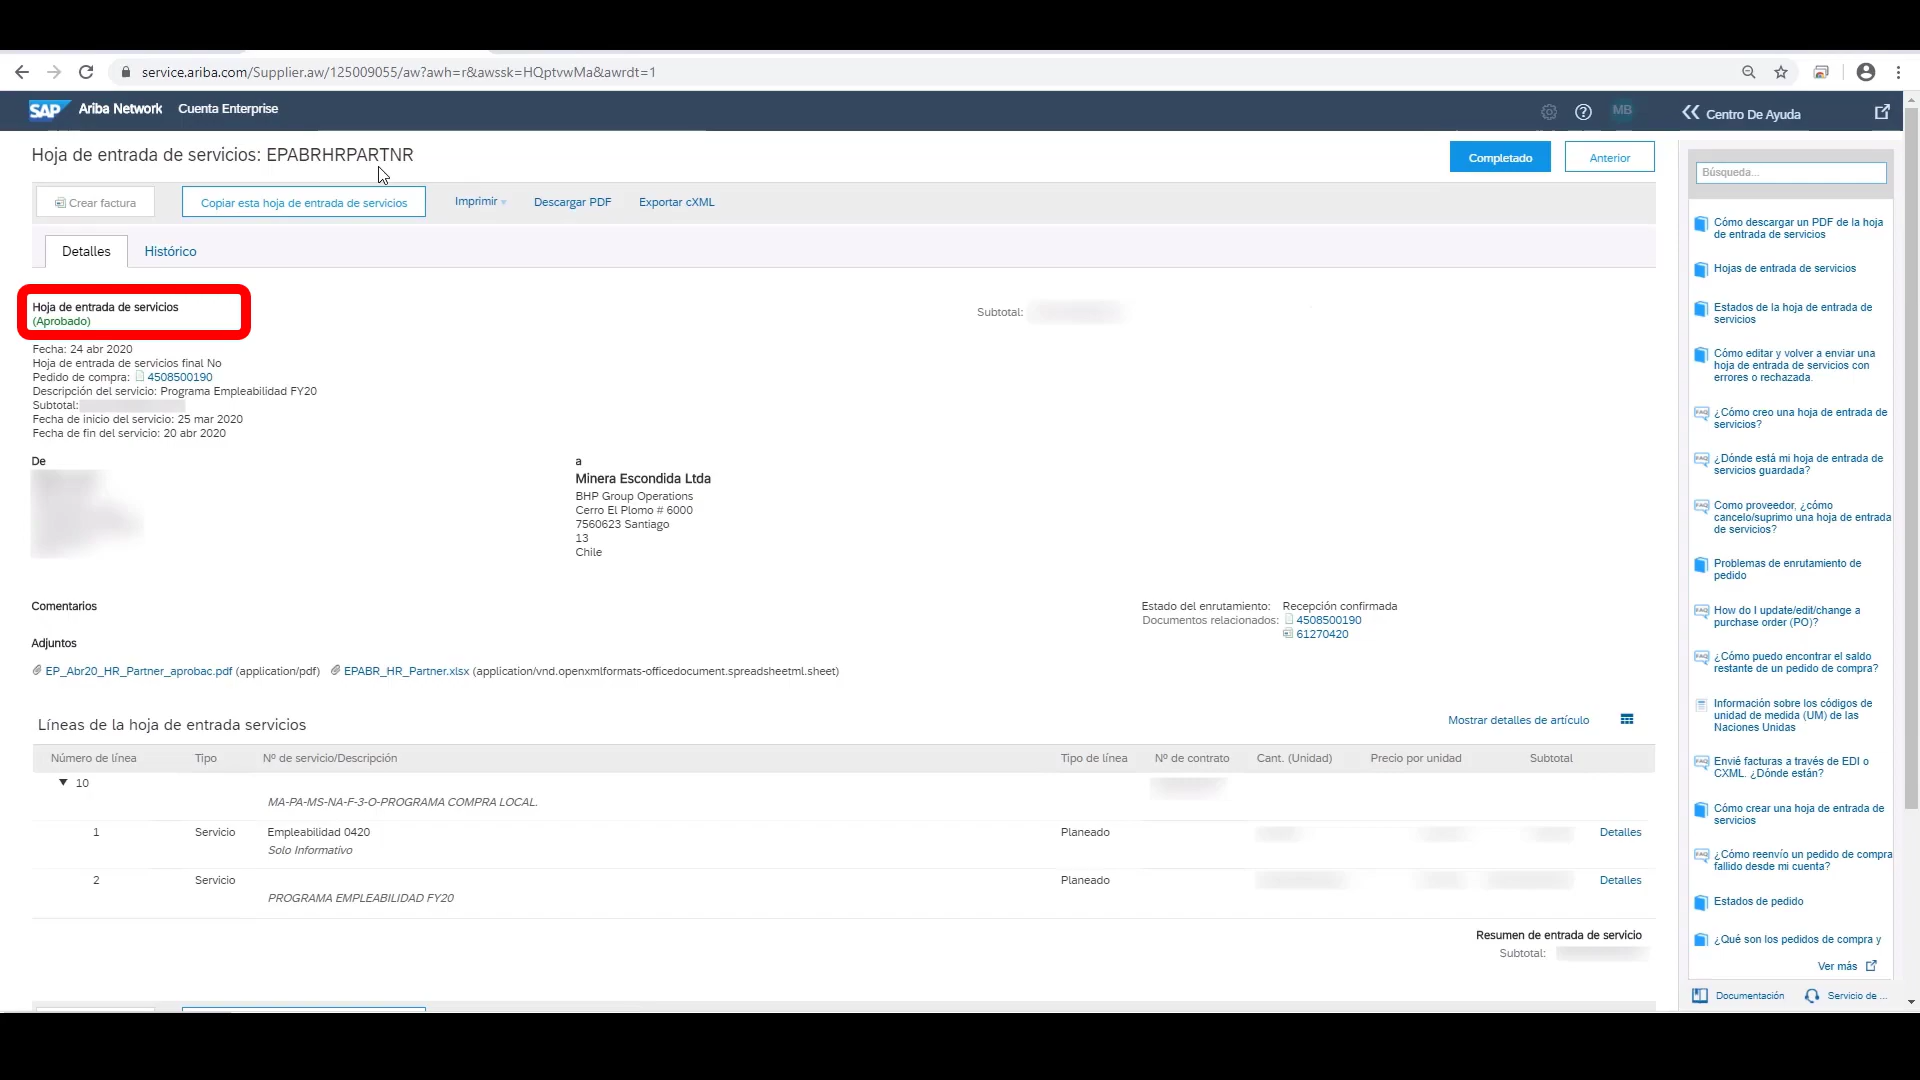 service.ariba.com/Supplier.aw/125009055/aw?awh=r&awssk=HQptvwMa&awrdt=1
SAP Ariba Network Cuenta Enterprise
MB
Centro De Ayuda
Hoja de entrada de servicios: EPABRHRPARTNR
Completado Anterior
Crear factura Copiar esta hoja de entrada de servicios Imprimir Descargar PDF Exportar cXML
Detalles Histórico
Hoja de entrada de servicios
(Aprobado)
Subtotal:
Fecha: 24 abr 2020
Hoja de entrada de servicios final No
Pedido de compra: 4508500190
Descripción del servicio: Programa Empleabilidad FY20
Subtotal:
Fecha de inicio del servicio: 25 mar 2020
Fecha de fin del servicio: 20 abr 2020
De
a
Minera Escondida Ltda
BHP Group Operations
Cerro El Plomo # 6000
7560623 Santiago
13
Chile
Comentarios
Estado del enrutamiento: Recepción confirmada
Documentos relacionados: 4508500190
61270420
Adjuntos
EP_Abr20_HR_Partner_aprobac.pdf (application/pdf) EPABR_HR_Partner.xlsx (application/vnd.openxmlformats-officedocument.spreadsheetml.sheet)
Líneas de la hoja de entrada servicios
Mostrar detalles de artículo
Número de línea Tipo Nº de servicio/Descripción Tipo de línea Nº de contrato Cant. (Unidad) Precio por unidad Subtotal
10
MA-PA-MS-NA-F-3-O-PROGRAMA COMPRA LOCAL.
1 Servicio Empleabilidad 0420 Planeado Detalles
Solo Informativo
2 Servicio Planeado Detalles
PROGRAMA EMPLEABILIDAD FY20
Resumen de entrada de servicio
Subtotal:
Búsqueda...
Cómo descargar un PDF de la hoja
de entrada de servicios
Hojas de entrada de servicios
Estados de la hoja de entrada de
servicios
Cómo editar y volver a enviar una
hoja de entrada de servicios con
errores o rechazada.
FAQ ¿Cómo creo una hoja de entrada de
servicios?
FAQ ¿Dónde está mi hoja de entrada de
servicios guardada?
FAQ Como proveedor, ¿cómo
cancelo/suprimo una hoja de entrada
de servicios?
Problemas de enrutamiento de
pedido
FAQ How do I update/edit/change a
purchase order (PO)?
FAQ ¿Cómo puedo encontrar el saldo
restante de un pedido de compra?
Información sobre los códigos de
unidad de medida (UM) de las
Naciones Unidas
FAQ Envié facturas a través de EDI o
CXML. ¿Dónde están?
Cómo crear una hoja de entrada de
servicios
FAQ ¿Cómo reenvío un pedido de compra
fallido desde mi cuenta?
Estados de pedido
¿Qué son los pedidos de compra y
Ver más
Documentación Servicio de ...